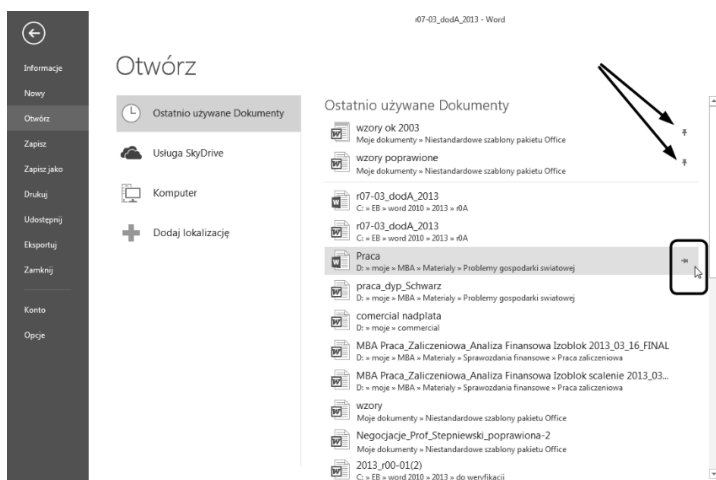 r07-03_dodA_2013 - Word
Informacje
Nowy
Otwórz
Zapisz
Zapisz jako
Drukuj
Udostępnij
Eksportuj
Zamknij
Konto
Opcje
Otwórz
Ostatnio używane Dokumenty
Usługa SkyDrive
Komputer
Dodaj lokalizację
Ostatnio używane Dokumenty
wzory ok 2003
Moje dokumenty » Niestandardowe szablony pakietu Office
wzory poprawione
Moje dokumenty » Niestandardowe szablony pakietu Office
r07-03_dodA_2013
C: » EB » word 2010 » 2013 » r0A
r07-03_dodA_2013
C: » EB » word 2010 » 2013 » r0A
Praca
D: » moje » MBA » Materialy » Problemy gospodarki swiatowej
praca_dyp_Schwarz
D: » moje » MBA » Materialy » Problemy gospodarki swiatowej
comercial nadplata
D: » moje » commercial
MBA Praca_Zaliczeniowa_Analiza Finansowa Izoblok 2013_03_16_FINAL
D: » moje » MBA » Materialy » Sprawozdania finansowe » Praca zaliczeniowa
MBA Praca_Zaliczeniowa_Analiza Finansowa Izoblok scalenie 2013_03...
D: » moje » MBA » Materialy » Sprawozdania finansowe » Praca zaliczeniowa
wzory
Moje dokumenty » Niestandardowe szablony pakietu Office
Negocjacje_Prof_Stepniewski_poprawiona-2
Moje dokumenty » Niestandardowe szablony pakietu Office
2013_r00-01(2)
C: » EB » word 2010 » 2013 » do weryfikacji